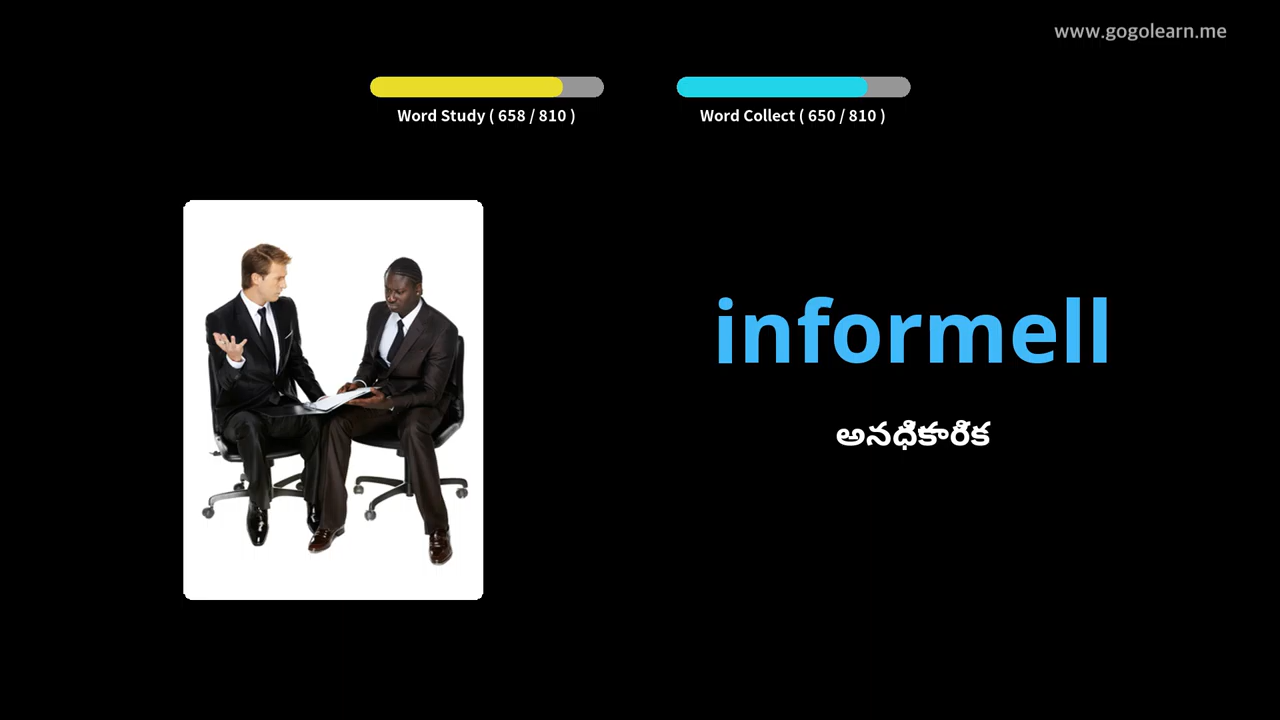 www.gogolearn.me
Word Study ( 658 / 810 )
Word Collect ( 650 / 810 )
informell
అనధికారిక